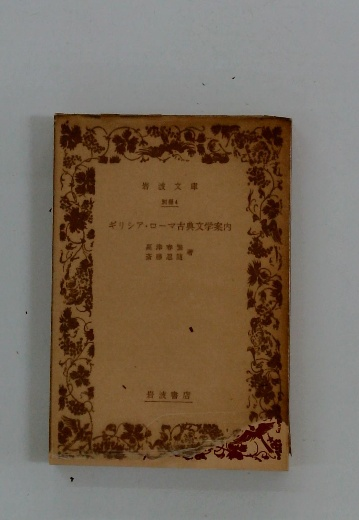 岩波文庫
別冊4
ギリシア・ローマ古典文学案内
高津春繁
斎藤忍随
著
岩波書店